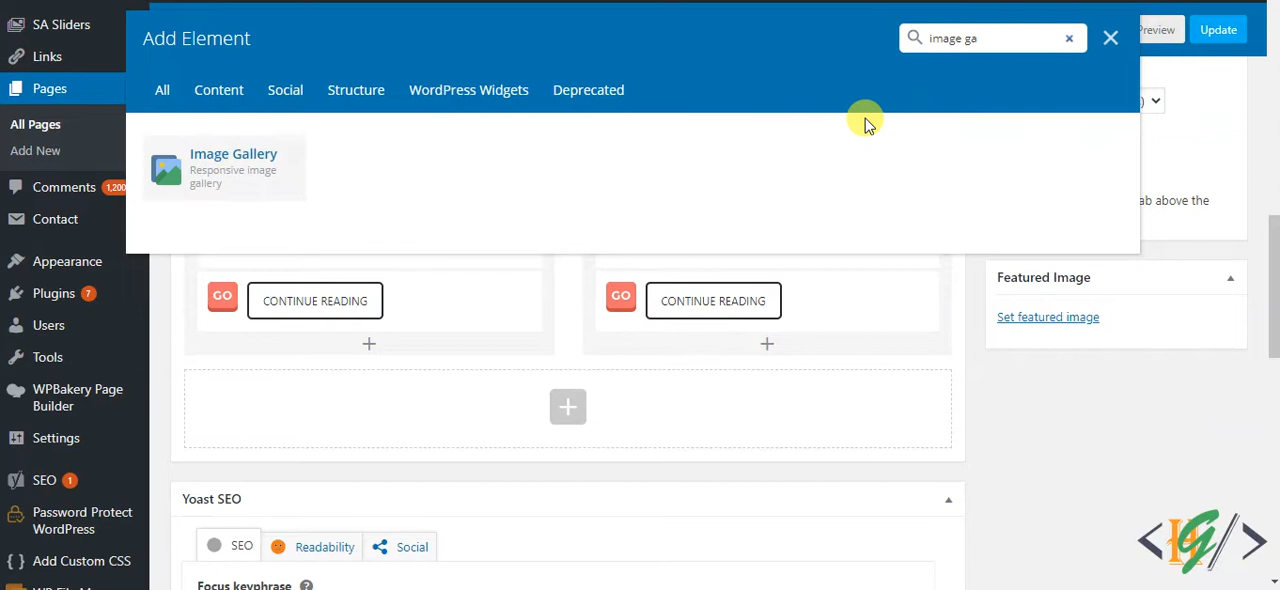 SA Sliders
Links
Pages
All Pages
Add New
Comments 1,200
Contact
Appearance
Plugins 7
Users
Tools
WPBakery Page
Builder
Settings
SEO 1
Password Protect
WordPress
Add Custom CSS
Add Element
image ga
Preview
Update
All
Content
Social
Structure
WordPress Widgets
Deprecated
Image Gallery
Responsive image
gallery
ab above the
GO
CONTINUE READING
GO
CONTINUE READING
Featured Image
Set featured image
Yoast SEO
SEO
Readability
Social
Focus keyphrase
HG